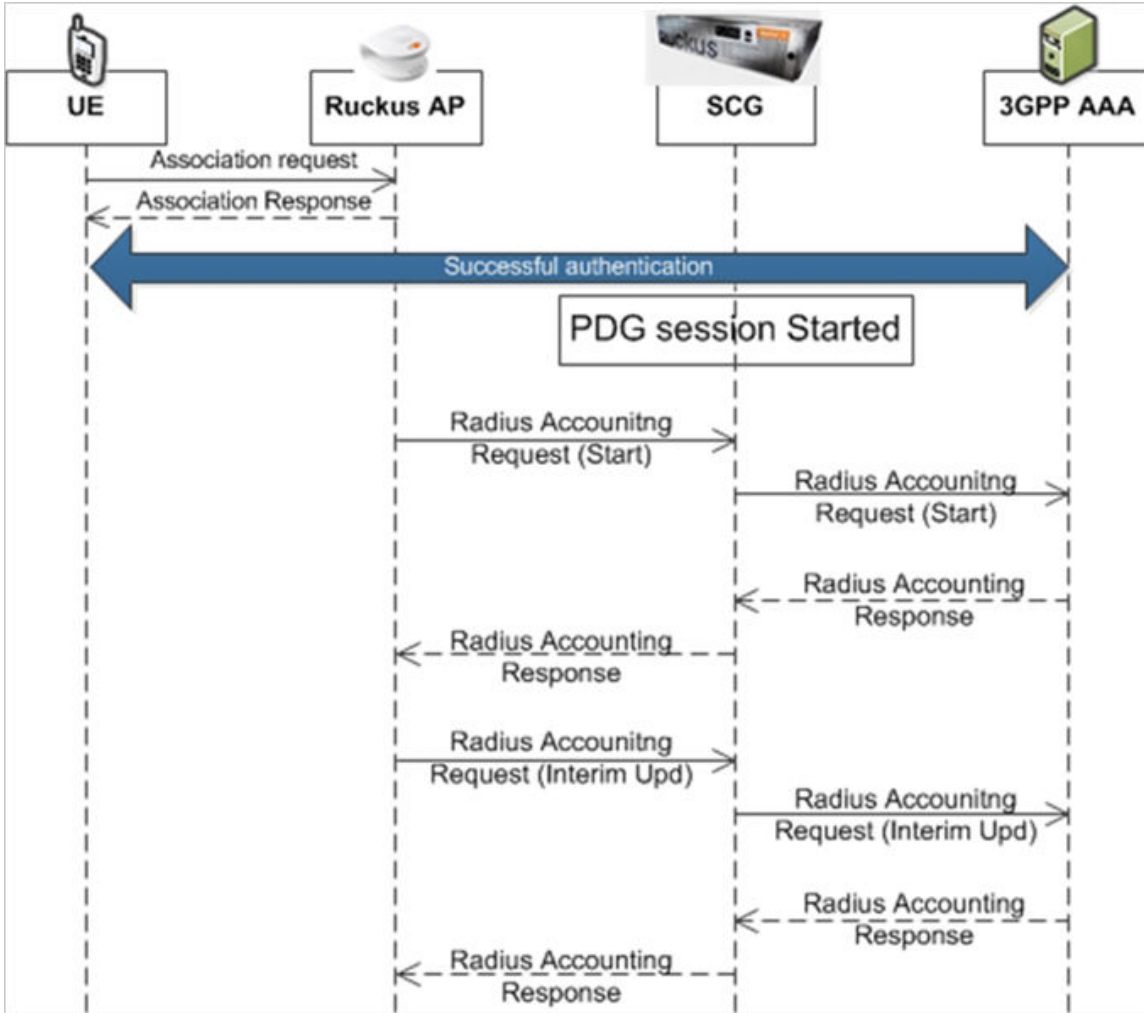 RUCKUS
UE
Ruckus AP
SCG
3GPP AAA
Association request
Association Response
Successful authentication
PDG session Started
Radius Accounitng
Request (Start)
Radius Accounitng
Request (Start)
Radius Accounting
Response
Radius Accounting
Response
Radius Accounitng
Request (Interim Upd)
Radius Accounitng
Request (Interim Upd)
Radius Accounting
Response
Radius Accounting
Response